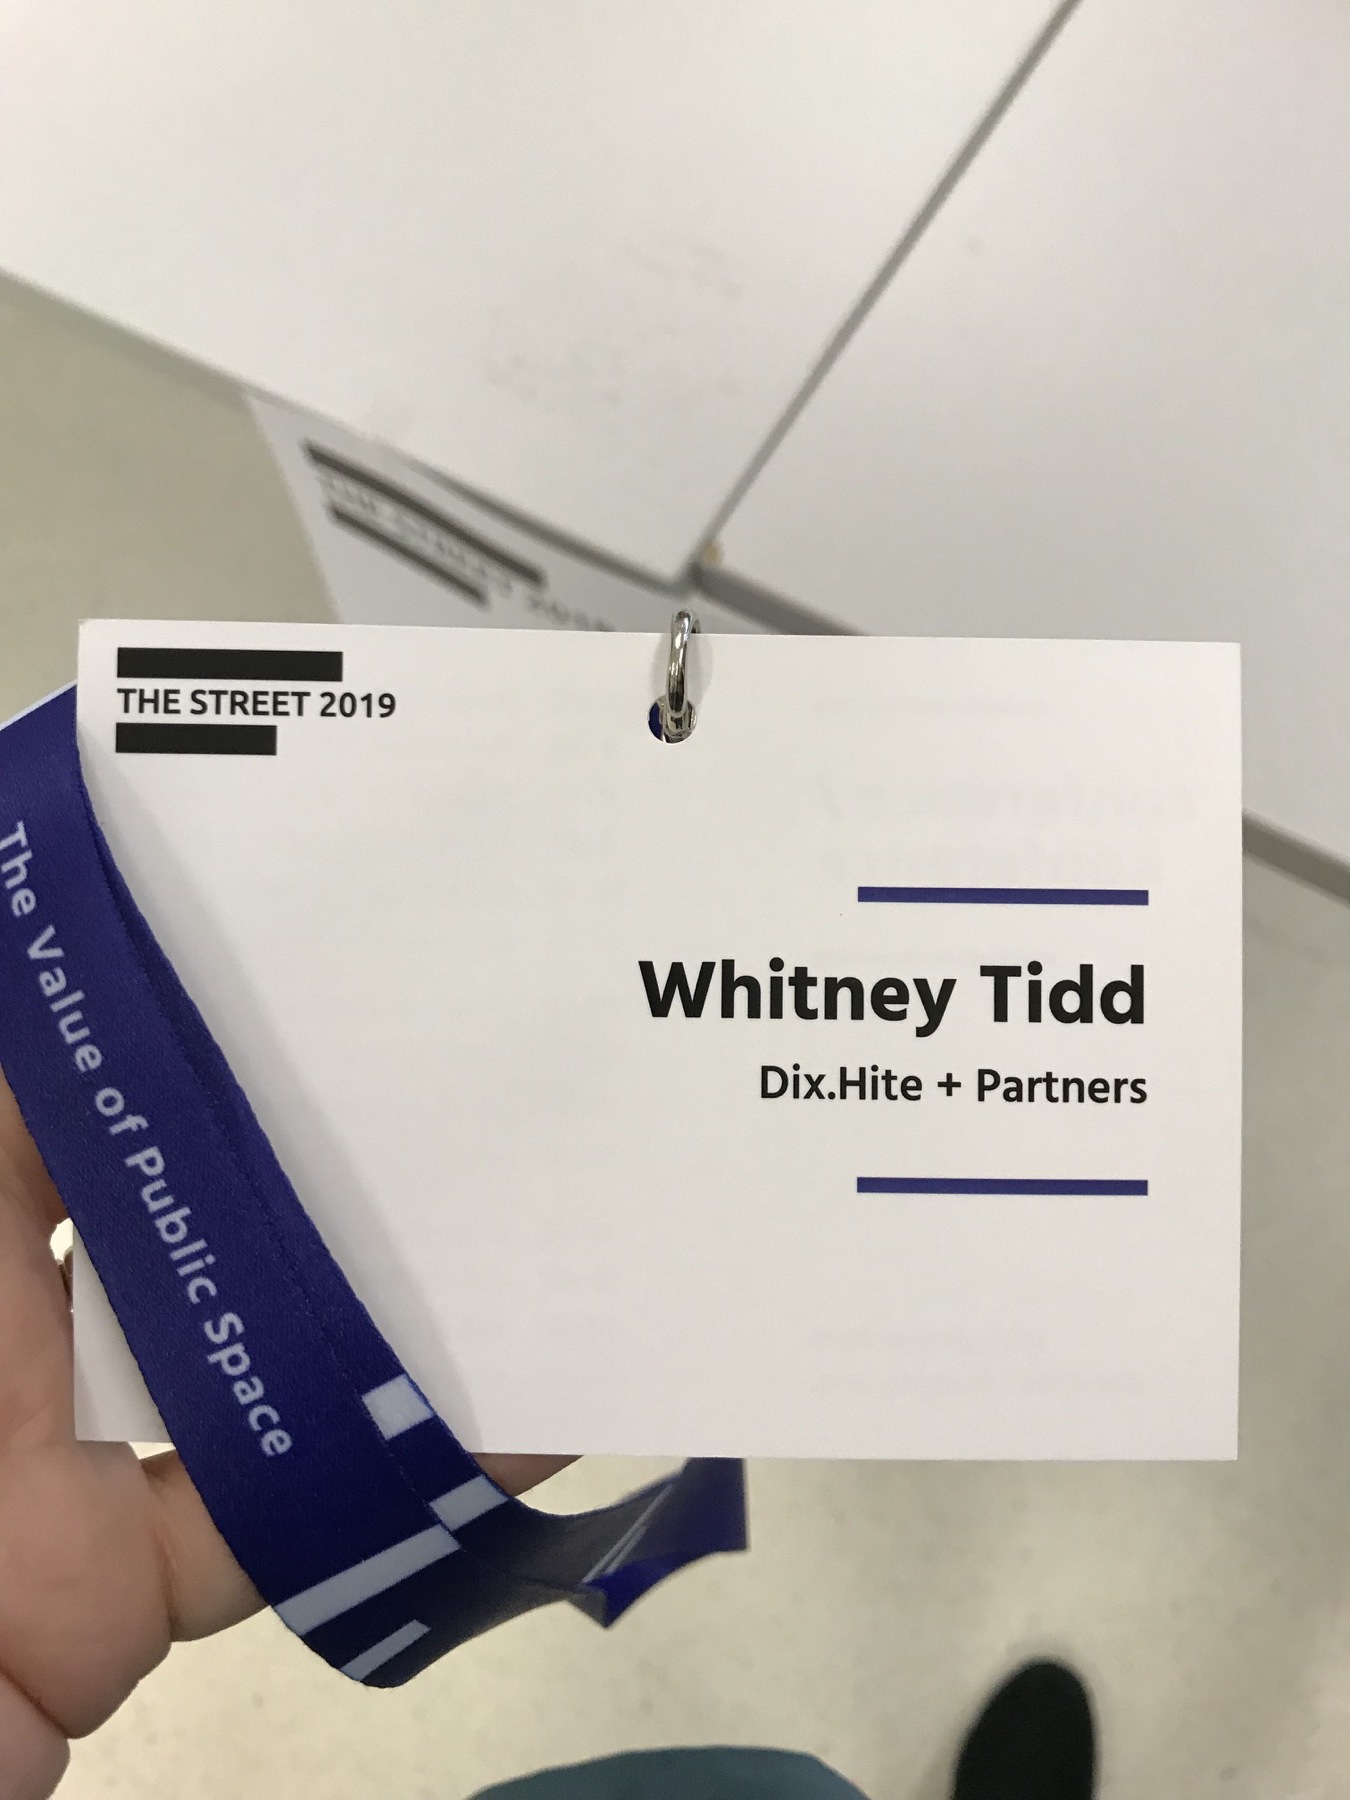 THE STREET 2019
Whitney Tidd
Dix.Hite + Partners
The Value of Public Space